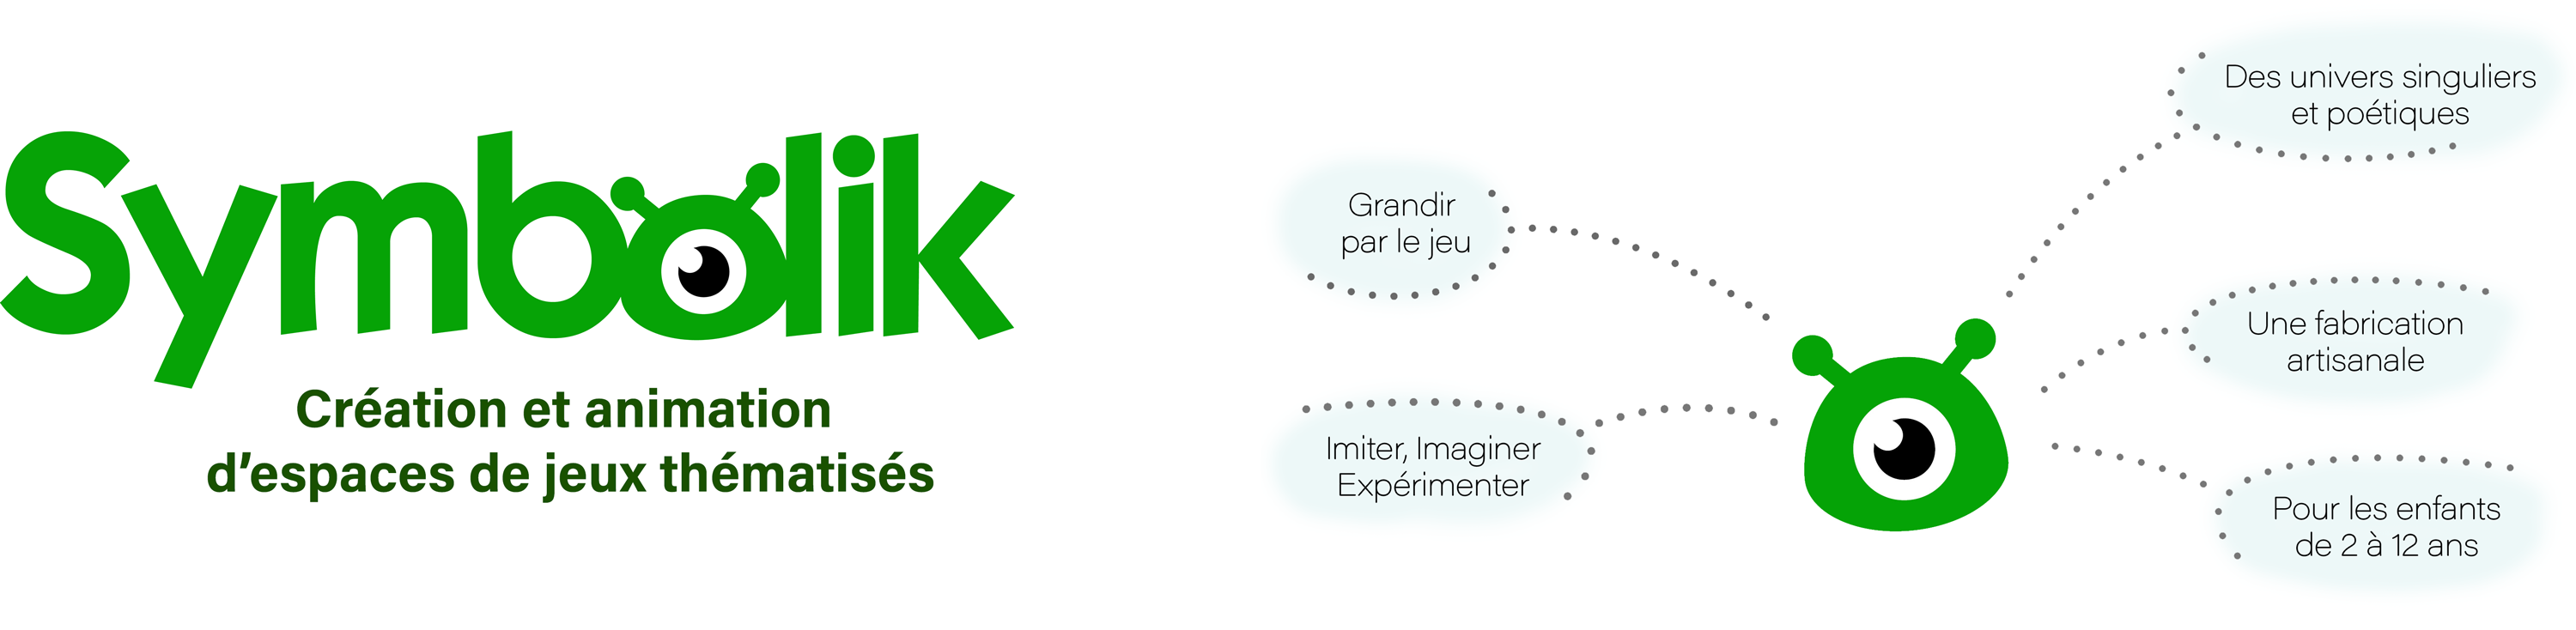 Symbolik
Création et animation
d'espaces de jeux thématisés
Grandir
par le jeu
Imiter, Imaginer
Expérimenter
Des univers singuliers
et poétiques
Une fabrication
artisanale
Pour les enfants
de 2 à 12 ans